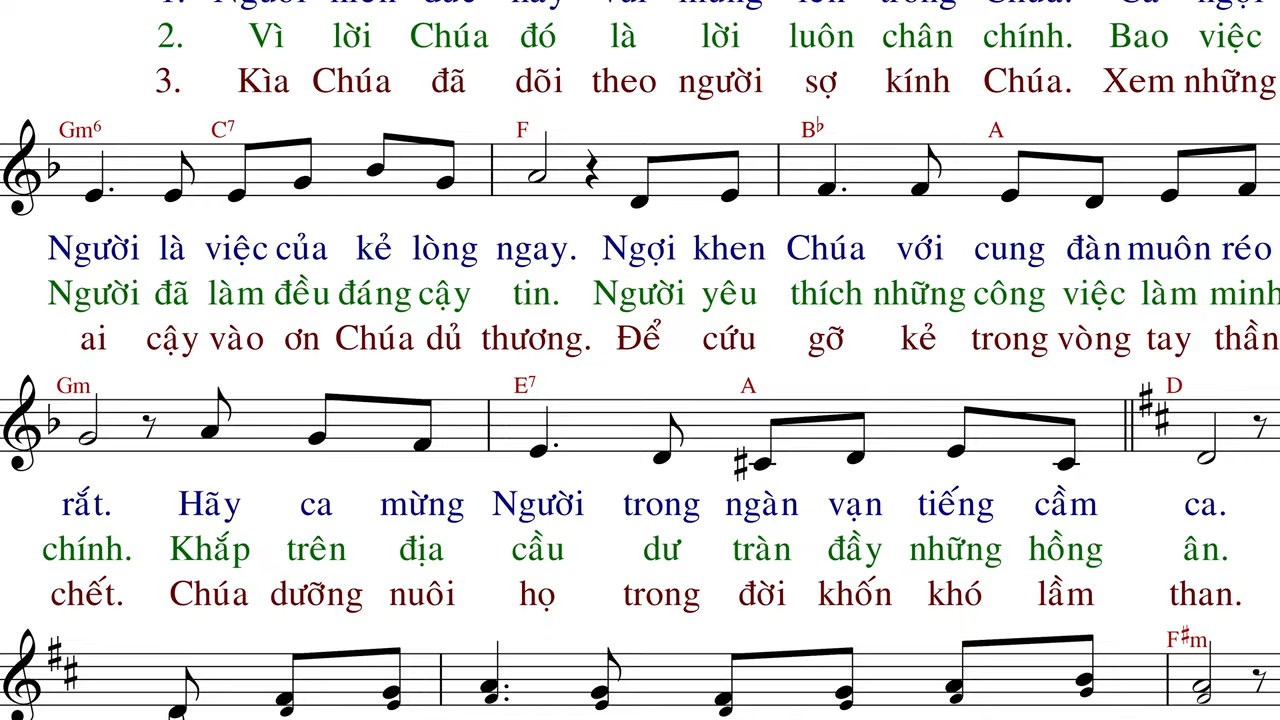 2. Vì lời Chúa đó là lời luôn chân chính. Bao việc
3. Kìa Chúa đã dõi theo người sợ kính Chúa. Xem những
Gm6 C7 F B♭ A
Người là việc của kẻ lòng ngay. Ngợi khen Chúa với cung đàn muôn réo
Người đã làm đều đáng cậy tin. Người yêu thích những công việc làm minh
ai cậy vào ơn Chúa dủ thương. Để cứu gỡ kẻ trong vòng tay thần
Gm E7 A D
rắt. Hãy ca mừng Người trong ngàn vạn tiếng cầm ca.
chính. Khắp trên địa cầu dư tràn đầy những hồng ân.
chết. Chúa dưỡng nuôi họ trong đời khốn khó lầm than.
F♯m